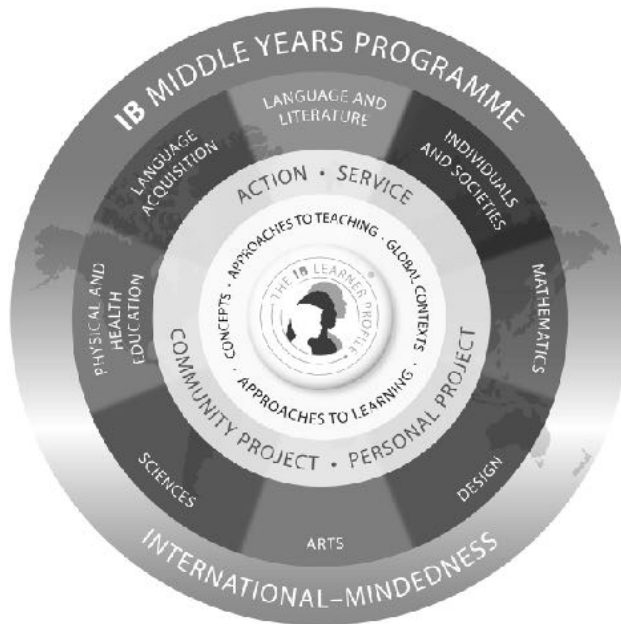 IB MIDDLE YEARS PROGRAMME
LANGUAGE AND
LITERATURE
LANGUAGE
ACQUISITION
INDIVIDUALS
AND SOCIETIES
PHYSICAL AND
HEALTH
EDUCATION
MATHEMATICS
SCIENCES
DESIGN
ARTS
ACTION • SERVICE
COMMUNITY PROJECT • PERSONAL PROJECT
CONCEPTS · APPROACHES TO TEACHING · GLOBAL CONTEXTS ·
· APPROACHES TO LEARNING ·
THE IB LEARNER PROFILE
®
INTERNATIONAL–MINDEDNESS